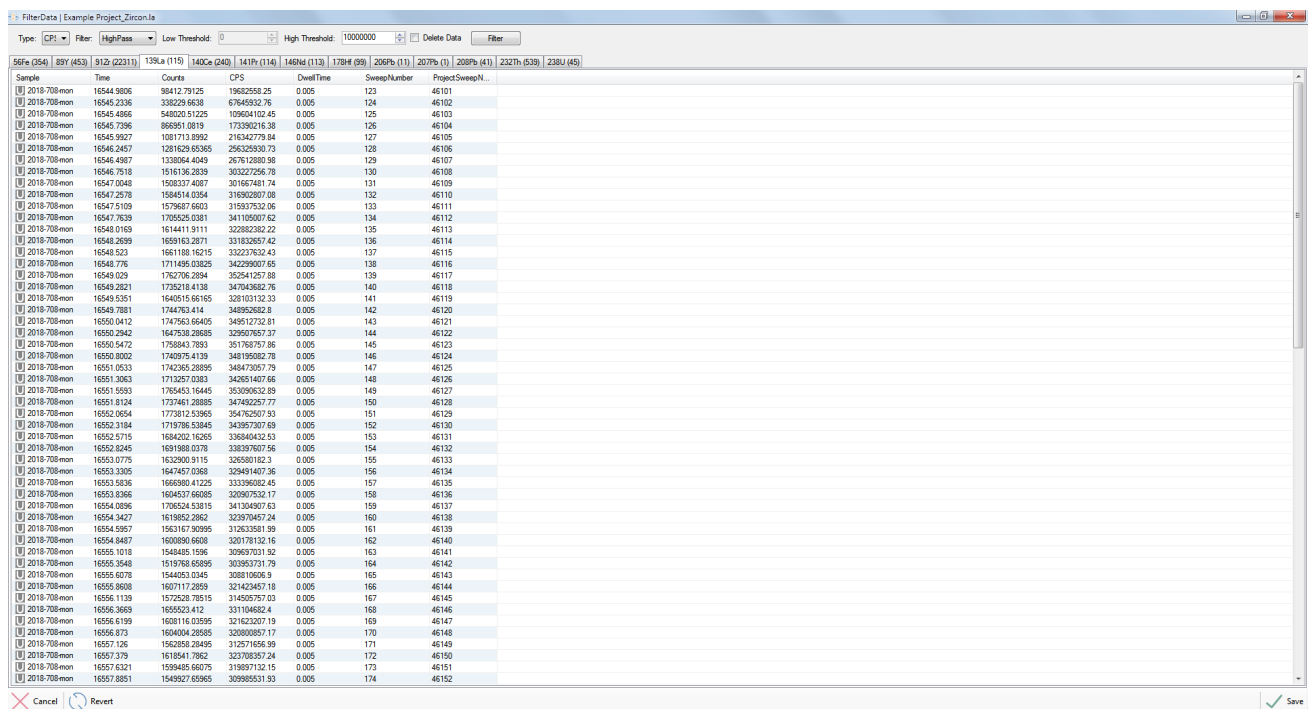 FilterData | Example Project_Zircon.la
Type: CP! Filter: HighPass Low Threshold: 0 High Threshold: 10000000 Delete Data Filter
56Fe (354) 89Y (453) 91Zr (22311) 139La (115) 140Ce (240) 141Pr (114) 146Nd (113) 178Hf (99) 206Pb (11) 207Pb (1) 208Pb (41) 232Th (539) 238U (45)
Sample Time Counts CPS DwellTime SweepNumber ProjectSweepN...
2018-708-mon 16544.9806 98412.79125 19682558.25 0.005 123 46101
2018-708-mon 16545.2336 338229.6638 67645932.76 0.005 124 46102
2018-708-mon 16545.4866 548020.51225 109604102.45 0.005 125 46103
2018-708-mon 16545.7396 866951.0819 173390216.38 0.005 126 46104
2018-708-mon 16545.9927 1081713.8992 216342779.84 0.005 127 46105
2018-708-mon 16546.2457 1281629.65365 256325930.73 0.005 128 46106
2018-708-mon 16546.4987 1338064.4049 267612880.98 0.005 129 46107
2018-708-mon 16546.7518 1516136.2839 303227256.78 0.005 130 46108
2018-708-mon 16547.0048 1508337.4087 301667481.74 0.005 131 46109
2018-708-mon 16547.2578 1584514.0354 316902807.08 0.005 132 46110
2018-708-mon 16547.5109 1579687.6603 315937532.06 0.005 133 46111
2018-708-mon 16547.7639 1705525.0381 341105007.62 0.005 134 46112
2018-708-mon 16548.0169 1614411.9111 322882382.22 0.005 135 46113
2018-708-mon 16548.2699 1659163.2871 331832657.42 0.005 136 46114
2018-708-mon 16548.523 1661188.16215 332237632.43 0.005 137 46115
2018-708-mon 16548.776 1711495.03825 342299007.65 0.005 138 46116
2018-708-mon 16549.029 1762706.2894 352541257.88 0.005 139 46117
2018-708-mon 16549.2821 1735218.4138 347043682.76 0.005 140 46118
2018-708-mon 16549.5351 1640515.66165 328103132.33 0.005 141 46119
2018-708-mon 16549.7881 1744763.414 348952682.8 0.005 142 46120
2018-708-mon 16550.0412 1747563.66405 349512732.81 0.005 143 46121
2018-708-mon 16550.2942 1647538.28685 329507657.37 0.005 144 46122
2018-708-mon 16550.5472 1758843.7893 351768757.86 0.005 145 46123
2018-708-mon 16550.8002 1740975.4139 348195082.78 0.005 146 46124
2018-708-mon 16551.0533 1742365.28895 348473057.79 0.005 147 46125
2018-708-mon 16551.3063 1713257.0383 342651407.66 0.005 148 46126
2018-708-mon 16551.5593 1765453.16445 353090632.89 0.005 149 46127
2018-708-mon 16551.8124 1737461.28885 347492257.77 0.005 150 46128
2018-708-mon 16552.0654 1773812.53965 354762507.93 0.005 151 46129
2018-708-mon 16552.3184 1719786.53845 343957307.69 0.005 152 46130
2018-708-mon 16552.5715 1684202.16265 336840432.53 0.005 153 46131
2018-708-mon 16552.8245 1691988.0378 338397607.56 0.005 154 46132
2018-708-mon 16553.0775 1632900.9115 326580182.3 0.005 155 46133
2018-708-mon 16553.3305 1647457.0368 329491407.36 0.005 156 46134
2018-708-mon 16553.5836 1666980.41225 333396082.45 0.005 157 46135
2018-708-mon 16553.8366 1604537.66085 320907532.17 0.005 158 46136
2018-708-mon 16554.0896 1706524.53815 341304907.63 0.005 159 46137
2018-708-mon 16554.3427 1619852.2862 323970457.24 0.005 160 46138
2018-708-mon 16554.5957 1563167.90995 312633581.99 0.005 161 46139
2018-708-mon 16554.8487 1600890.6608 320178132.16 0.005 162 46140
2018-708-mon 16555.1018 1548485.1596 309697031.92 0.005 163 46141
2018-708-mon 16555.3548 1519768.65895 303953731.79 0.005 164 46142
2018-708-mon 16555.6078 1544053.0345 308810606.9 0.005 165 46143
2018-708-mon 16555.8608 1607117.2859 321423457.18 0.005 166 46144
2018-708-mon 16556.1139 1572528.78515 314505757.03 0.005 167 46145
2018-708-mon 16556.3669 1655523.412 331104682.4 0.005 168 46146
2018-708-mon 16556.6199 1608116.03595 321623207.19 0.005 169 46147
2018-708-mon 16556.873 1604004.28585 320800857.17 0.005 170 46148
2018-708-mon 16557.126 1562858.28495 312571656.99 0.005 171 46149
2018-708-mon 16557.379 1618541.7862 323708357.24 0.005 172 46150
2018-708-mon 16557.6321 1599485.66075 319897132.15 0.005 173 46151
2018-708-mon 16557.8851 1549927.65965 309985531.93 0.005 174 46152
Cancel Revert Save